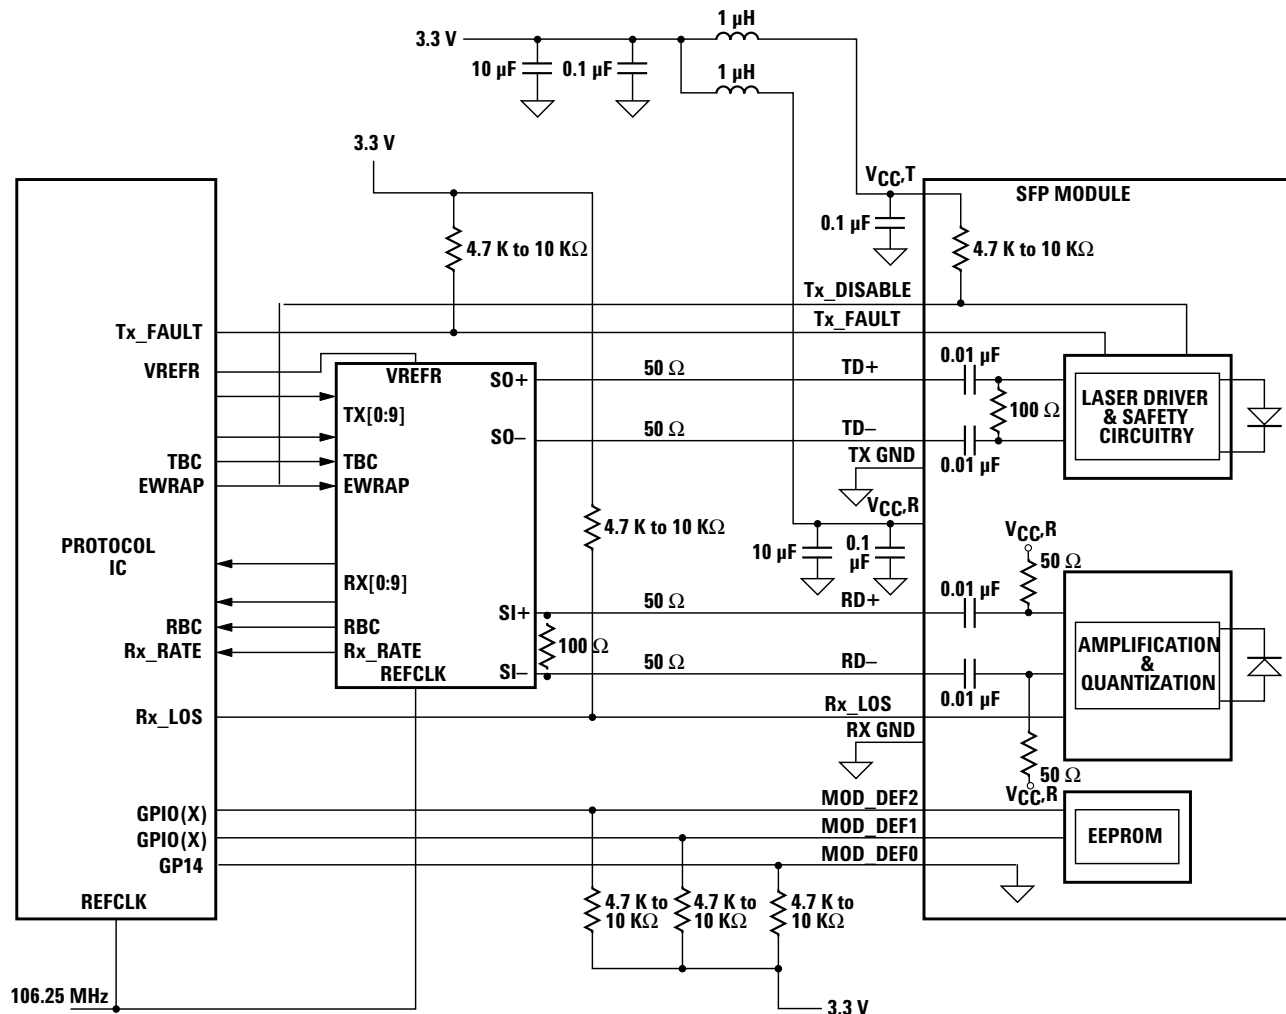 1 µH
3.3 V
10 µF
0.1 µF
1 µH
3.3 V
V_CC,T
SFP MODULE
0.1 µF
4.7 K to 10 KΩ
4.7 K to 10 KΩ
Tx_DISABLE
Tx_FAULT
Tx_FAULT
VREFR
VREFR
SO+
50 Ω
TD+
0.01 µF
TX[0:9]
100 Ω
LASER DRIVER
& SAFETY
CIRCUITRY
SO–
50 Ω
TD–
0.01 µF
TX GND
TBC
TBC
EWRAP
EWRAP
V_CC,R
4.7 K to 10 KΩ
10 µF
0.1
µF
V_CC,R
50 Ω
PROTOCOL
IC
RX[0:9]
SI+
50 Ω
RD+
0.01 µF
RBC
RBC
100 Ω
Rx_RATE
Rx_RATE
REFCLK
SI–
50 Ω
RD–
0.01 µF
AMPLIFICATION
&
QUANTIZATION
Rx_LOS
Rx_LOS
RX GND
50 Ω
V_CC,R
GPIO(X)
MOD_DEF2
GPIO(X)
MOD_DEF1
EEPROM
GP14
MOD_DEF0
REFCLK
4.7 K to
10 KΩ
4.7 K to
10 KΩ
4.7 K to
10 KΩ
106.25 MHz
3.3 V